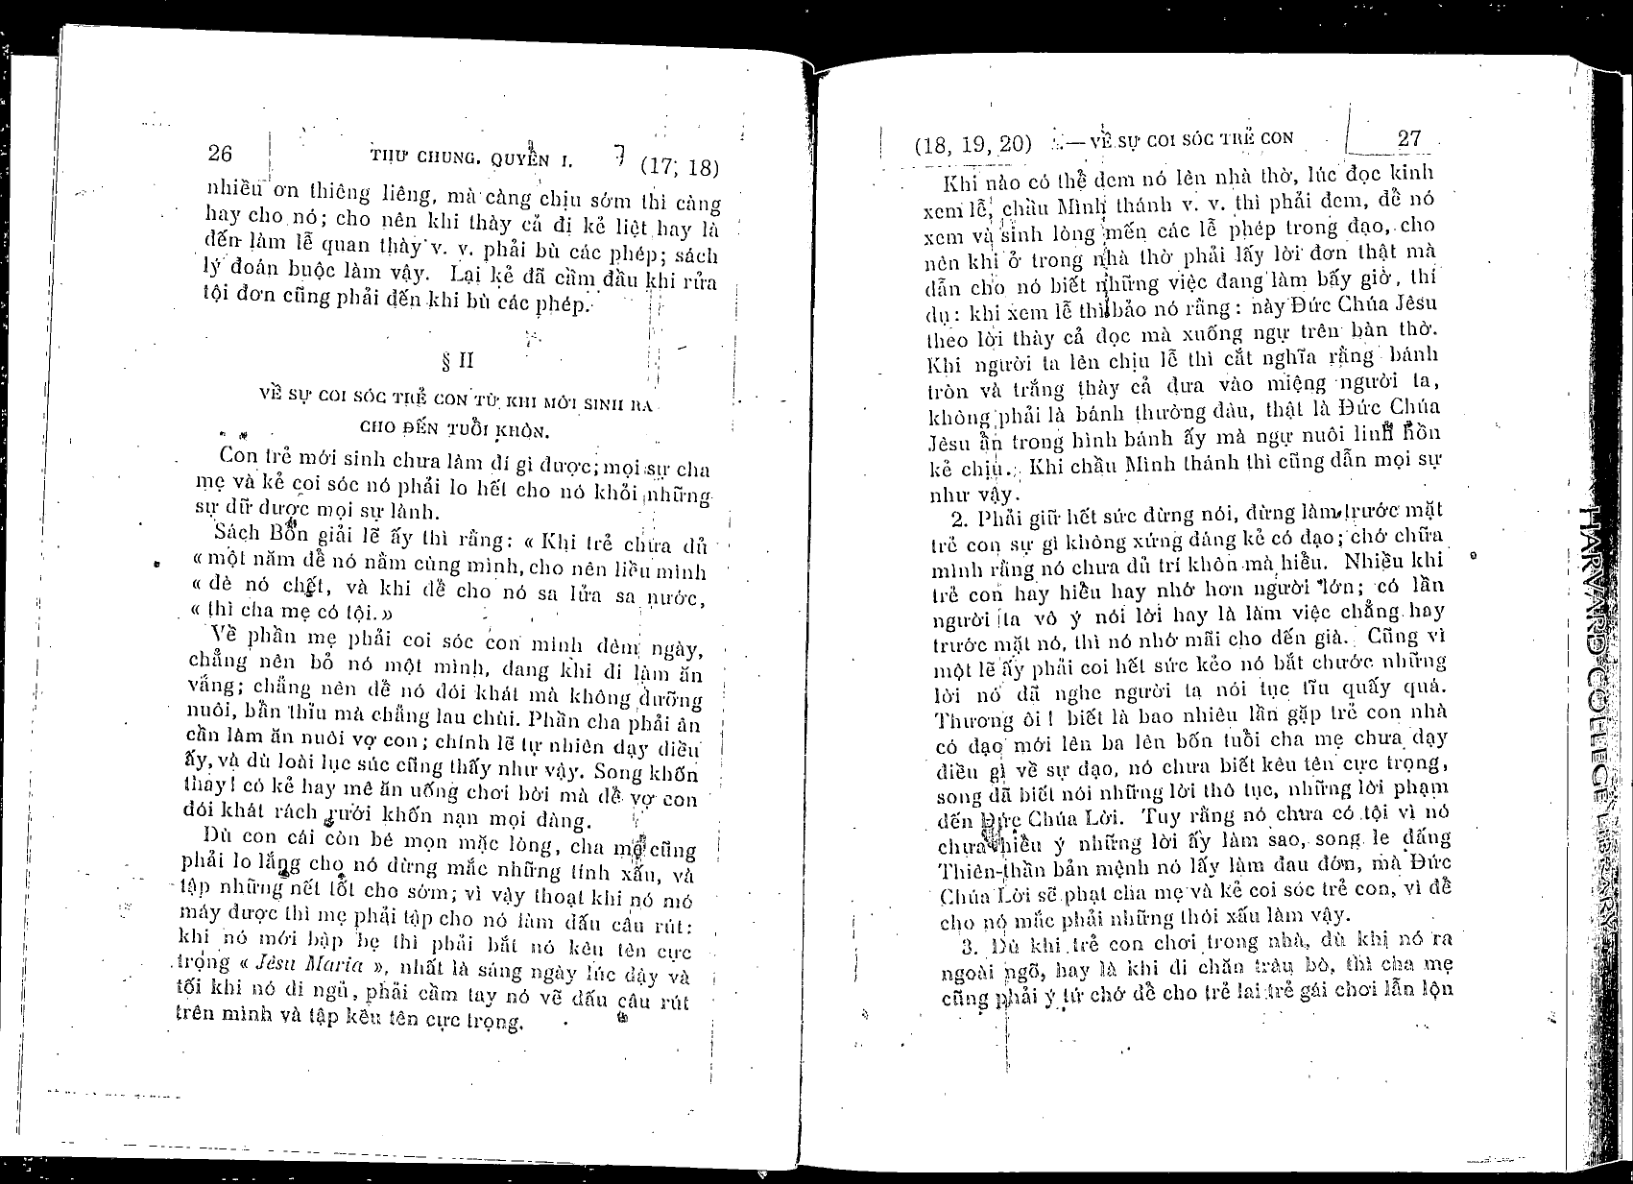 26 THƯ CHUNG. QUYỂN I. (17, 18)
nhiều ơn thiêng liêng, mà càng chịu sớm thì càng
hay cho nó; cho nên khi thày cả đi kẻ liệt hay là
đến làm lễ quan thày v. v. phải bù các phép; sách
lý đoán buộc làm vậy. Lại kẻ đã cầm đầu khi rửa
tội đơn cũng phải đến khi bù các phép.
§ II
VỀ SỰ COI SÓC TRẺ CON TỪ KHI MỚI SINH RA
CHO ĐẾN TUỔI KHÔN.
Con trẻ mới sinh chưa làm đí gì được; mọi sự cha
mẹ và kẻ coi sóc nó phải lo hết cho nó khỏi những
sự dữ được mọi sự lành.
Sách Bổn giải lẽ ấy thì rằng: « Khi trẻ chưa đủ
« một năm để nó nằm cùng mình, cho nên liều mình
« đè nó chết, và khi để cho nó sa lửa sa nước,
« thì cha mẹ có tội.»
Về phần mẹ phải coi sóc con mình đêm ngày,
chẳng nên bỏ nó một mình, đang khi đi làm ăn
vắng; chẳng nên để nó đói khát mà không dưỡng
nuôi, bẩn thỉu mà chẳng lau chùi. Phần cha phải ân
cần làm ăn nuôi vợ con; chính lẽ tự nhiên dạy điều
ấy, và dù loài lục súc cũng thấy như vậy. Song khốn
thay! có kẻ hay mê ăn uống chơi bời mà để vợ con
đói khát rách rưới khốn nạn mọi đàng.
Dù con cái còn bé mọn mặc lòng, cha mẹ cũng
phải lo lắng cho nó đừng mắc những tính xấu, và
tập những nết tốt cho sớm; vì vậy thoạt khi nó mó
máy được thì mẹ phải tập cho nó làm dấu câu rút:
khi nó mới bập bẹ thì phải bắt nó kêu tên cực
trọng « Jêsu Maria », nhất là sáng ngày lúc dậy và
tối khi nó đi ngủ, phải cầm tay nó vẽ dấu câu rút
trên mình và tập kêu tên cực trọng.
(18, 19, 20) — VỀ SỰ COI SÓC TRẺ CON 27
Khi nào có thể đem nó lên nhà thờ, lúc đọc kinh
xem lễ, chầu Mình thánh v. v. thì phải đem, để nó
xem và sinh lòng mến các lễ phép trong đạo, cho
nên khi ở trong nhà thờ phải lấy lời đơn thật mà
dẫn cho nó biết những việc đang làm bấy giờ, thí
dụ: khi xem lễ thì bảo nó rằng: này Đức Chúa Jêsu
theo lời thày cả đọc mà xuống ngự trên bàn thờ.
Khi người ta lên chịu lễ thì cắt nghĩa rằng bánh
tròn và trắng thày cả đưa vào miệng người ta,
không phải là bánh thường đâu, thật là Đức Chúa
Jêsu ẩn trong hình bánh ấy mà ngự nuôi linh hồn
kẻ chịu. Khi chầu Mình thánh thì cũng dẫn mọi sự
như vậy.
2. Phải giữ hết sức đừng nói, đừng làm trước mặt
trẻ con sự gì không xứng đáng kẻ có đạo; chớ chữa
mình rằng nó chưa đủ trí khôn mà hiểu. Nhiều khi
trẻ con hay hiểu hay nhớ hơn người lớn; có lần
người ta vô ý nói lời hay là làm việc chẳng hay
trước mặt nó, thì nó nhớ mãi cho đến già. Cũng vì
một lẽ ấy phải coi hết sức kẻo nó bắt chước những
lời nó đã nghe người ta nói tục tĩu quấy quá.
Thương ôi! biết là bao nhiêu lần gặp trẻ con nhà
có đạo mới lên ba lên bốn tuổi cha mẹ chưa dạy
điều gì về sự đạo, nó chưa biết kêu tên cực trọng,
song đã biết nói những lời thô tục, những lời phạm
đến Đức Chúa Lời. Tuy rằng nó chưa có tội vì nó
chưa hiểu ý những lời ấy làm sao, song le đấng
Thiên-thần bản mệnh nó lấy làm đau đớn, mà Đức
Chúa Lời sẽ phạt cha mẹ và kẻ coi sóc trẻ con, vì để
cho nó mắc phải những thói xấu làm vậy.
3. Dù khi trẻ con chơi trong nhà, dù khi nó ra
ngoài ngõ, hay là khi đi chăn trâu bò, thì cha mẹ
cũng phải ý tứ chớ để cho trẻ lai trẻ gái chơi lẫn lộn
HARVARD COLLEGE LIBRARY